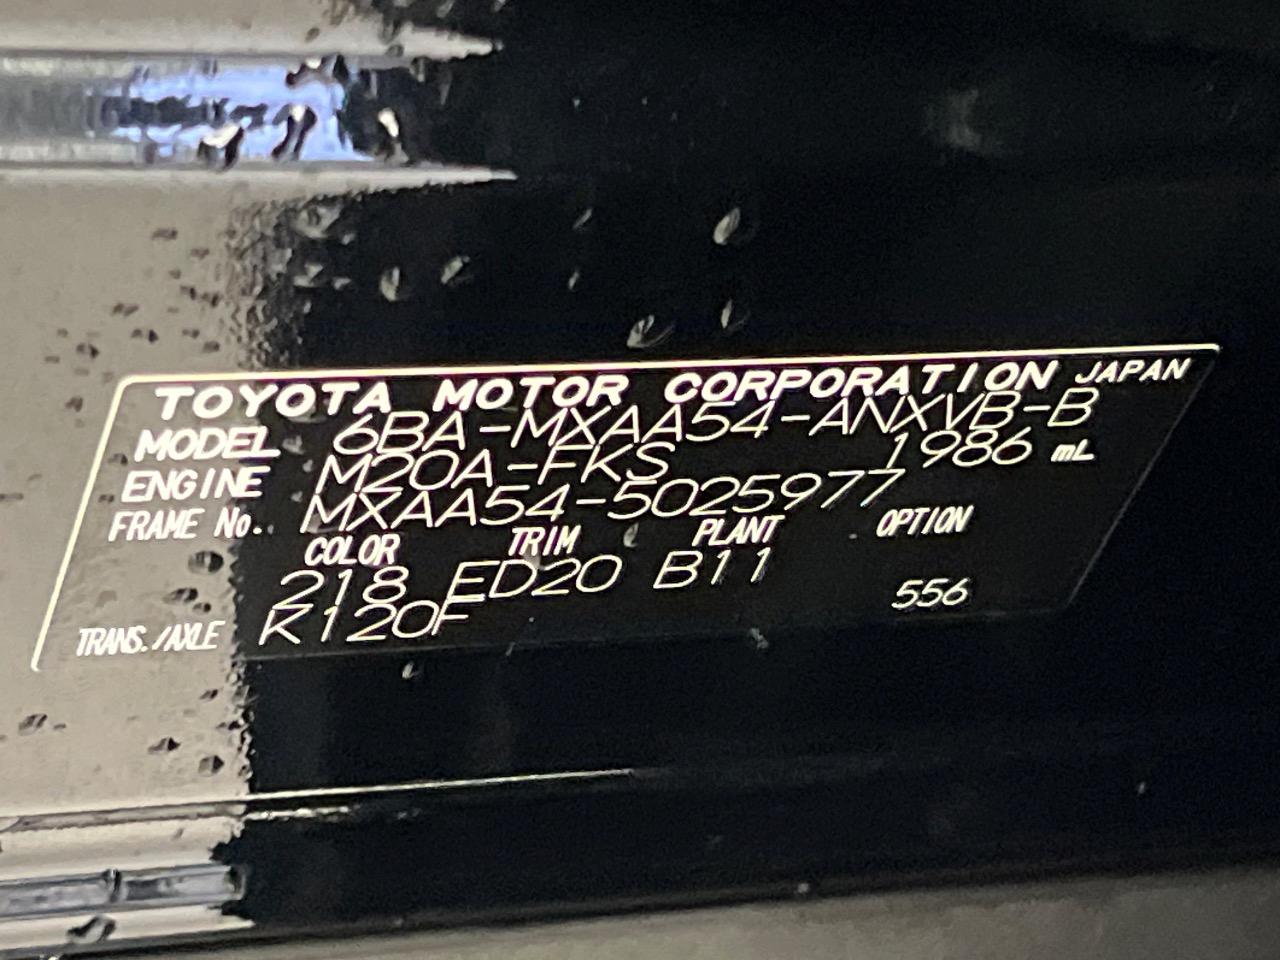 TOYOTA MOTOR CORPORATION JAPAN
MODEL 6BA-MXAA54-ANXVB-B
ENGINE M20A-FKS 1986 mL
FRAME No. MXAA54-5025977
COLOR TRIM PLANT OPTION
218 ED20 B11
TRANS./AXLE K120F 556